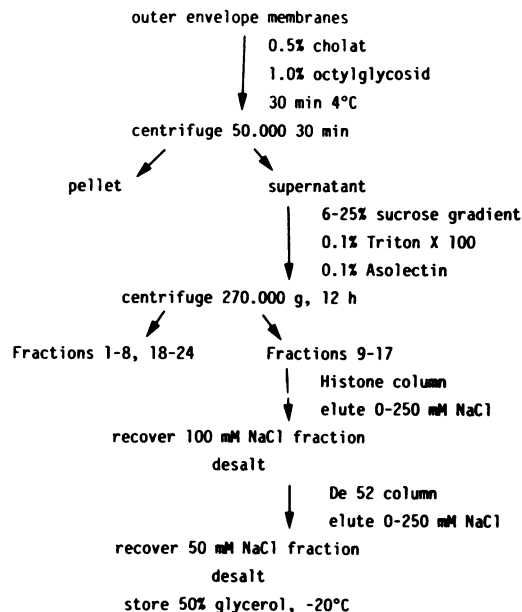 outer envelope membranes
0.5% cholat
1.0% octylglycosid
30 min 4°C
centrifuge 50.000 30 min
pellet
supernatant
6-25% sucrose gradient
0.1% Triton X 100
0.1% Asolectin
centrifuge 270.000 g, 12 h
Fractions 1-8, 18-24
Fractions 9-17
Histone column
elute 0-250 mM NaCl
recover 100 mM NaCl fraction
desalt
De 52 column
elute 0-250 mM NaCl
recover 50 mM NaCl fraction
desalt
store 50% glycerol, -20°C